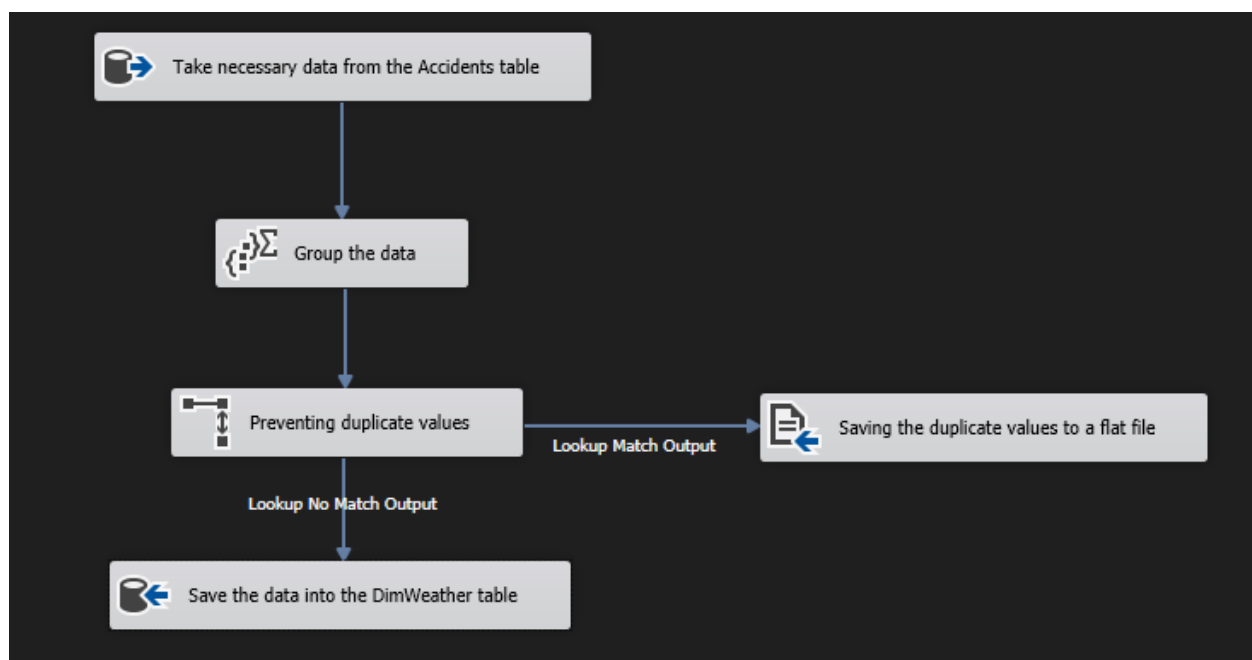 Take necessary data from the Accidents table
Group the data
Preventing duplicate values
Lookup Match Output
Saving the duplicate values to a flat file
Lookup No Match Output
Save the data into the DimWeather table